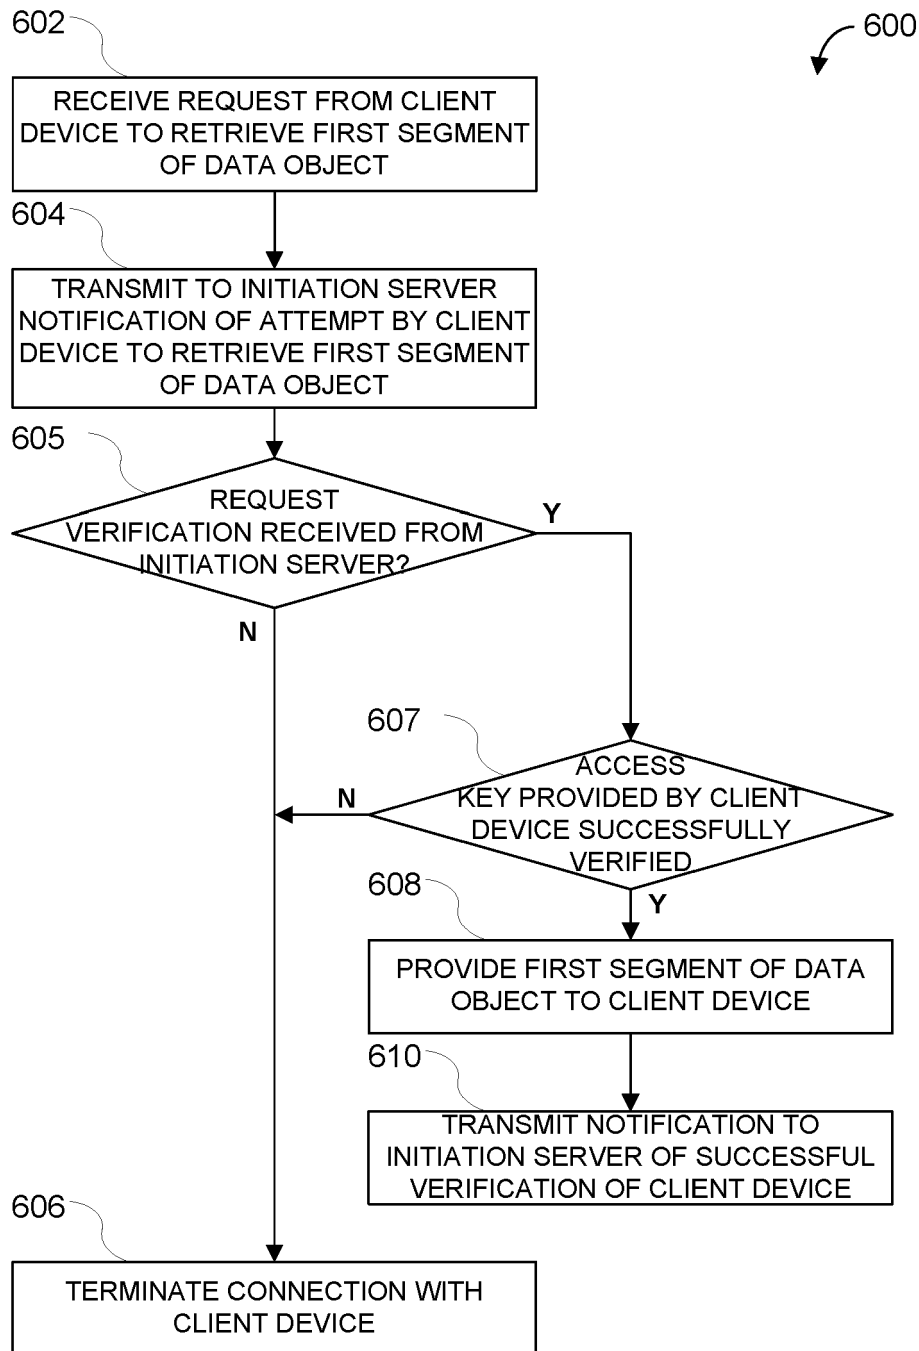 602
600
RECEIVE REQUEST FROM CLIENT
DEVICE TO RETRIEVE FIRST SEGMENT
OF DATA OBJECT
604
TRANSMIT TO INITIATION SERVER
NOTIFICATION OF ATTEMPT BY CLIENT
DEVICE TO RETRIEVE FIRST SEGMENT
OF DATA OBJECT
605
REQUEST
VERIFICATION RECEIVED FROM
INITIATION SERVER?
Y
N
607
ACCESS
KEY PROVIDED BY CLIENT
DEVICE SUCCESSFULLY
VERIFIED
N
Y
608
PROVIDE FIRST SEGMENT OF DATA
OBJECT TO CLIENT DEVICE
610
TRANSMIT NOTIFICATION TO
INITIATION SERVER OF SUCCESSFUL
VERIFICATION OF CLIENT DEVICE
606
TERMINATE CONNECTION WITH
CLIENT DEVICE